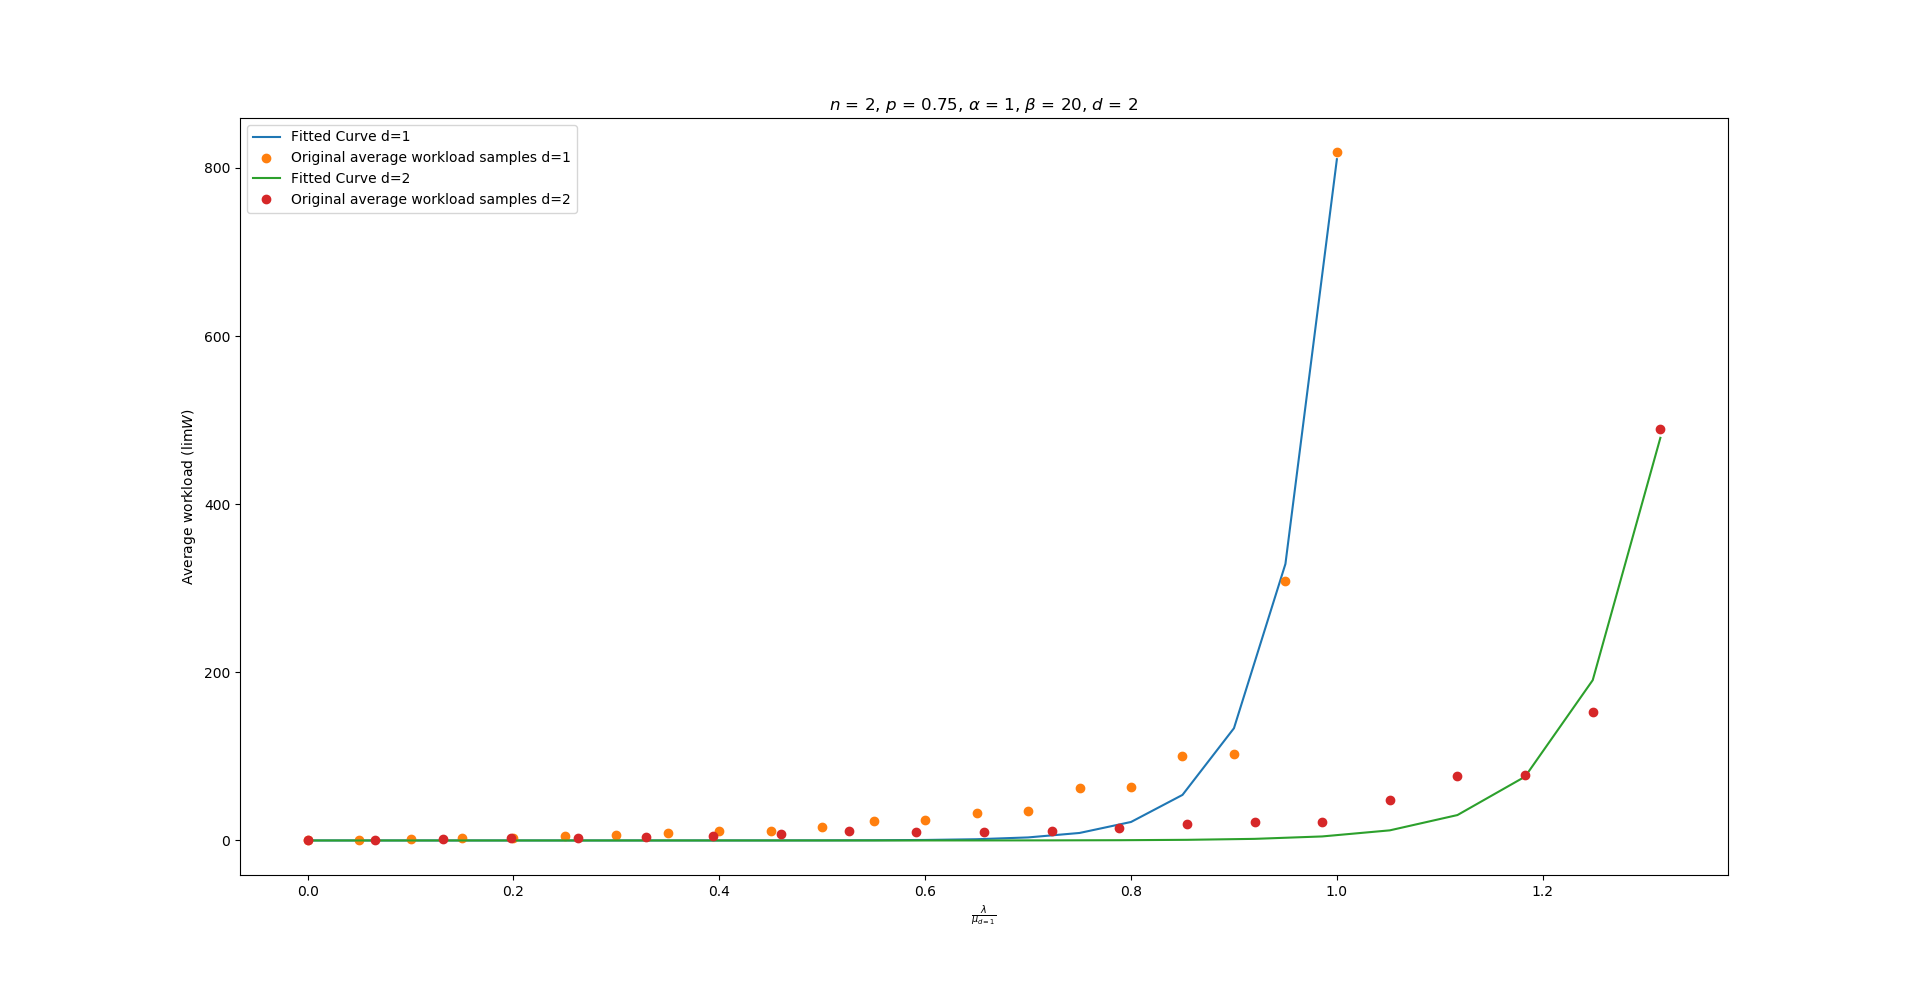 n = 2, p = 0.75, α = 1, β = 20, d = 2
Fitted Curve d=1
Original average workload samples d=1
Fitted Curve d=2
Original average workload samples d=2
800
600
400
200
0
Average workload (limW)
0.0 0.2 0.4 0.6 0.8 1.0 1.2
λ
μ_{d=1}